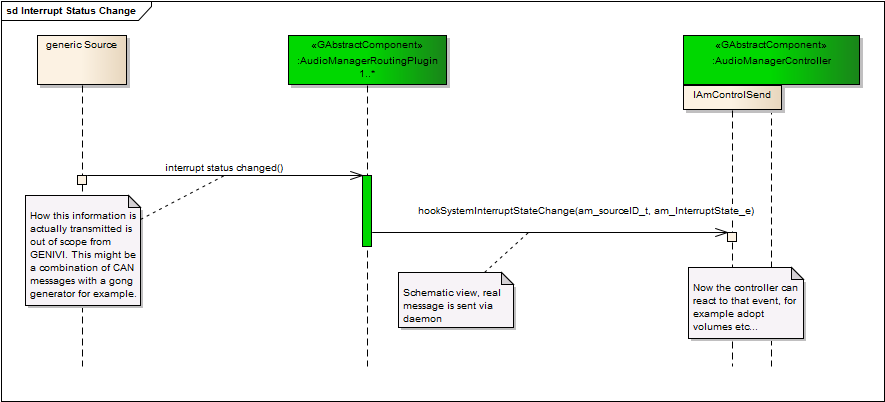 sd Interrupt Status Change
generic Source
«GAbstractComponent»
:AudioManagerRoutingPlugin
1..*
«GAbstractComponent»
:AudioManagerController
IAmControlSend
interrupt status changed()
How this information is
actually transmitted is
out of scope from
GENIVI. This might be
a combination of CAN
messages with a gong
generator for example.
hookSystemInterruptStateChange(am_sourceID_t, am_InterruptState_e)
Schematic view, real
message is sent via
daemon
Now the controller can
react to that event, for
example adopt
volumes etc...